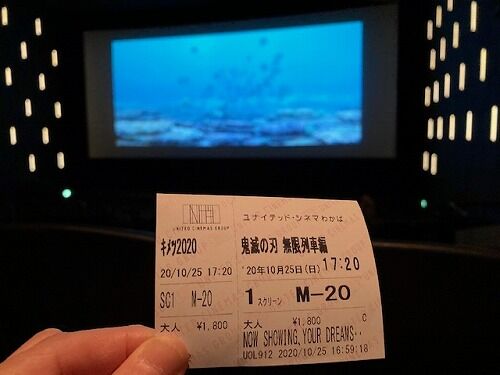 UNITED CINEMAS GROUP
キメツ2020
20/10/25 17:20
SC1 M-20
大人 ¥1,800
ユナイテッド・シネマわかば
鬼滅の刃 無限列車編
'20年10月25日(日) 17:20
1 スクリーン M-20
大人 ¥1,800
C
NOW SHOWING,YOUR DREAMS..
UOL912 2020/10/25 16:59:18